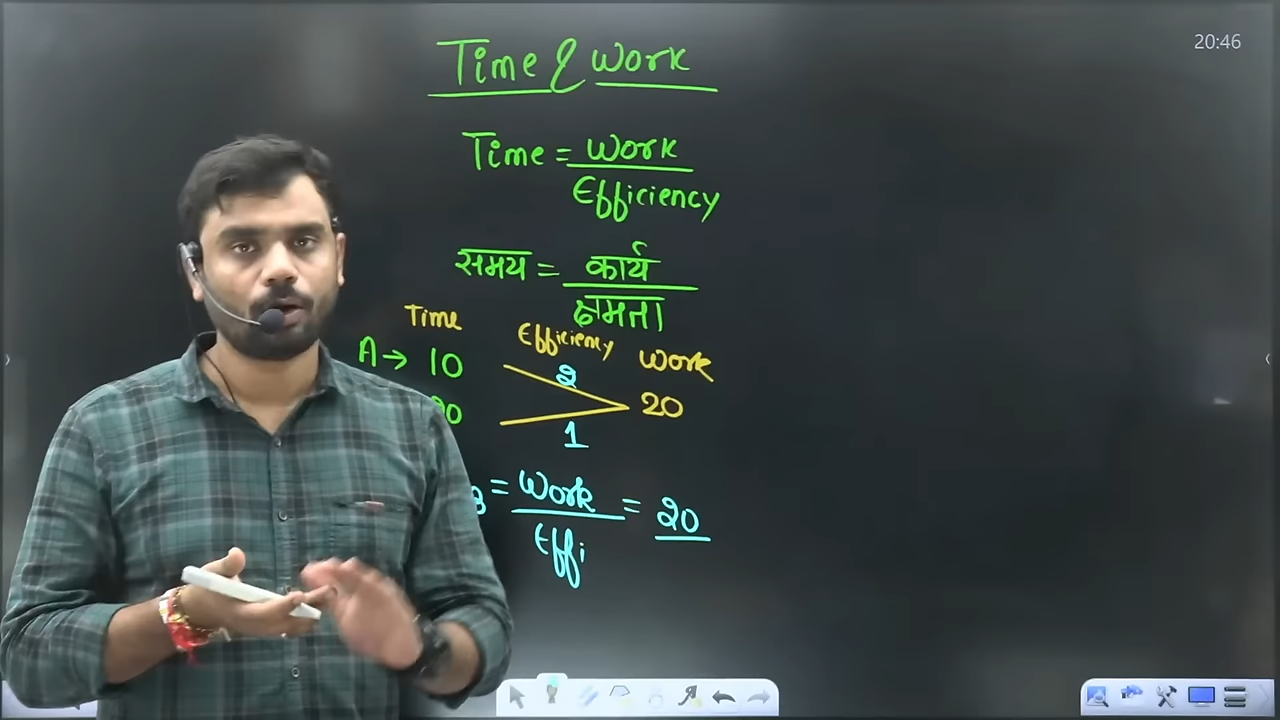 20:46
Time & Work
Time = Work
Efficiency
समय = कार्य
क्षमता
Time Efficiency Work
A → 10 2
20 20
1
B = Work = 20
Effi